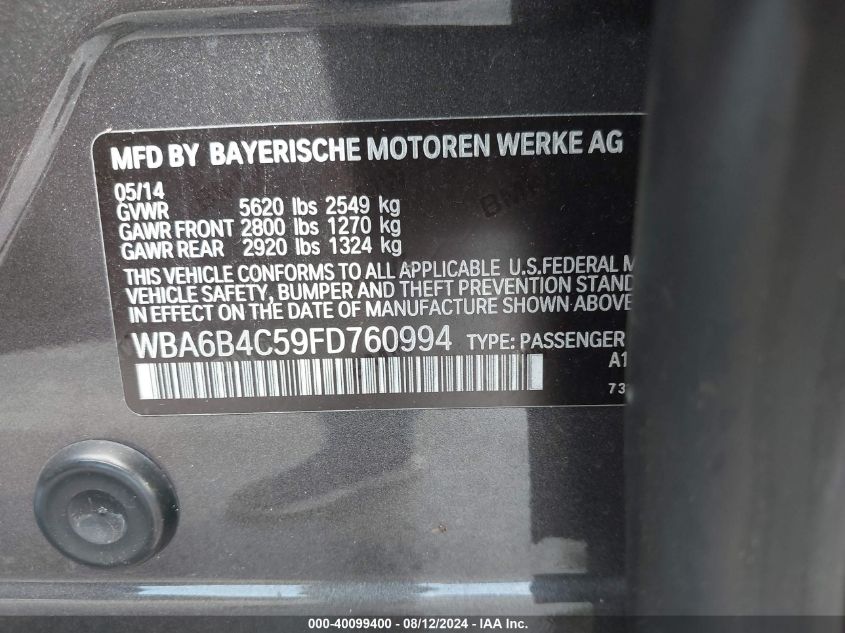 MFD BY BAYERISCHE MOTOREN WERKE AG
05/14
GVWR 5620 lbs 2549 kg
GAWR FRONT 2800 lbs 1270 kg
GAWR REAR 2920 lbs 1324 kg
THIS VEHICLE CONFORMS TO ALL APPLICABLE U.S.FEDERAL M
VEHICLE SAFETY, BUMPER AND THEFT PREVENTION STAND
IN EFFECT ON THE DATE OF MANUFACTURE SHOWN ABOVE
WBA6B4C59FD760994 TYPE: PASSENGER
A1
73
000-40099400 - 08/12/2024 - IAA Inc.